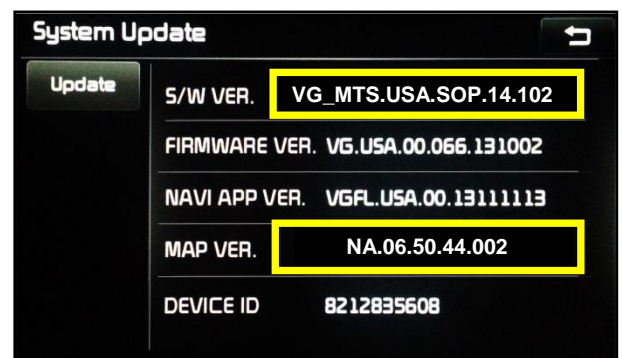 System Update
Update
S/W VER. VG_MTS.USA.SOP.14.102
FIRMWARE VER. VG.USA.00.066.131002
NAVI APP VER. VGFL.USA.00.13111113
MAP VER. NA.06.50.44.002
DEVICE ID 8212835608